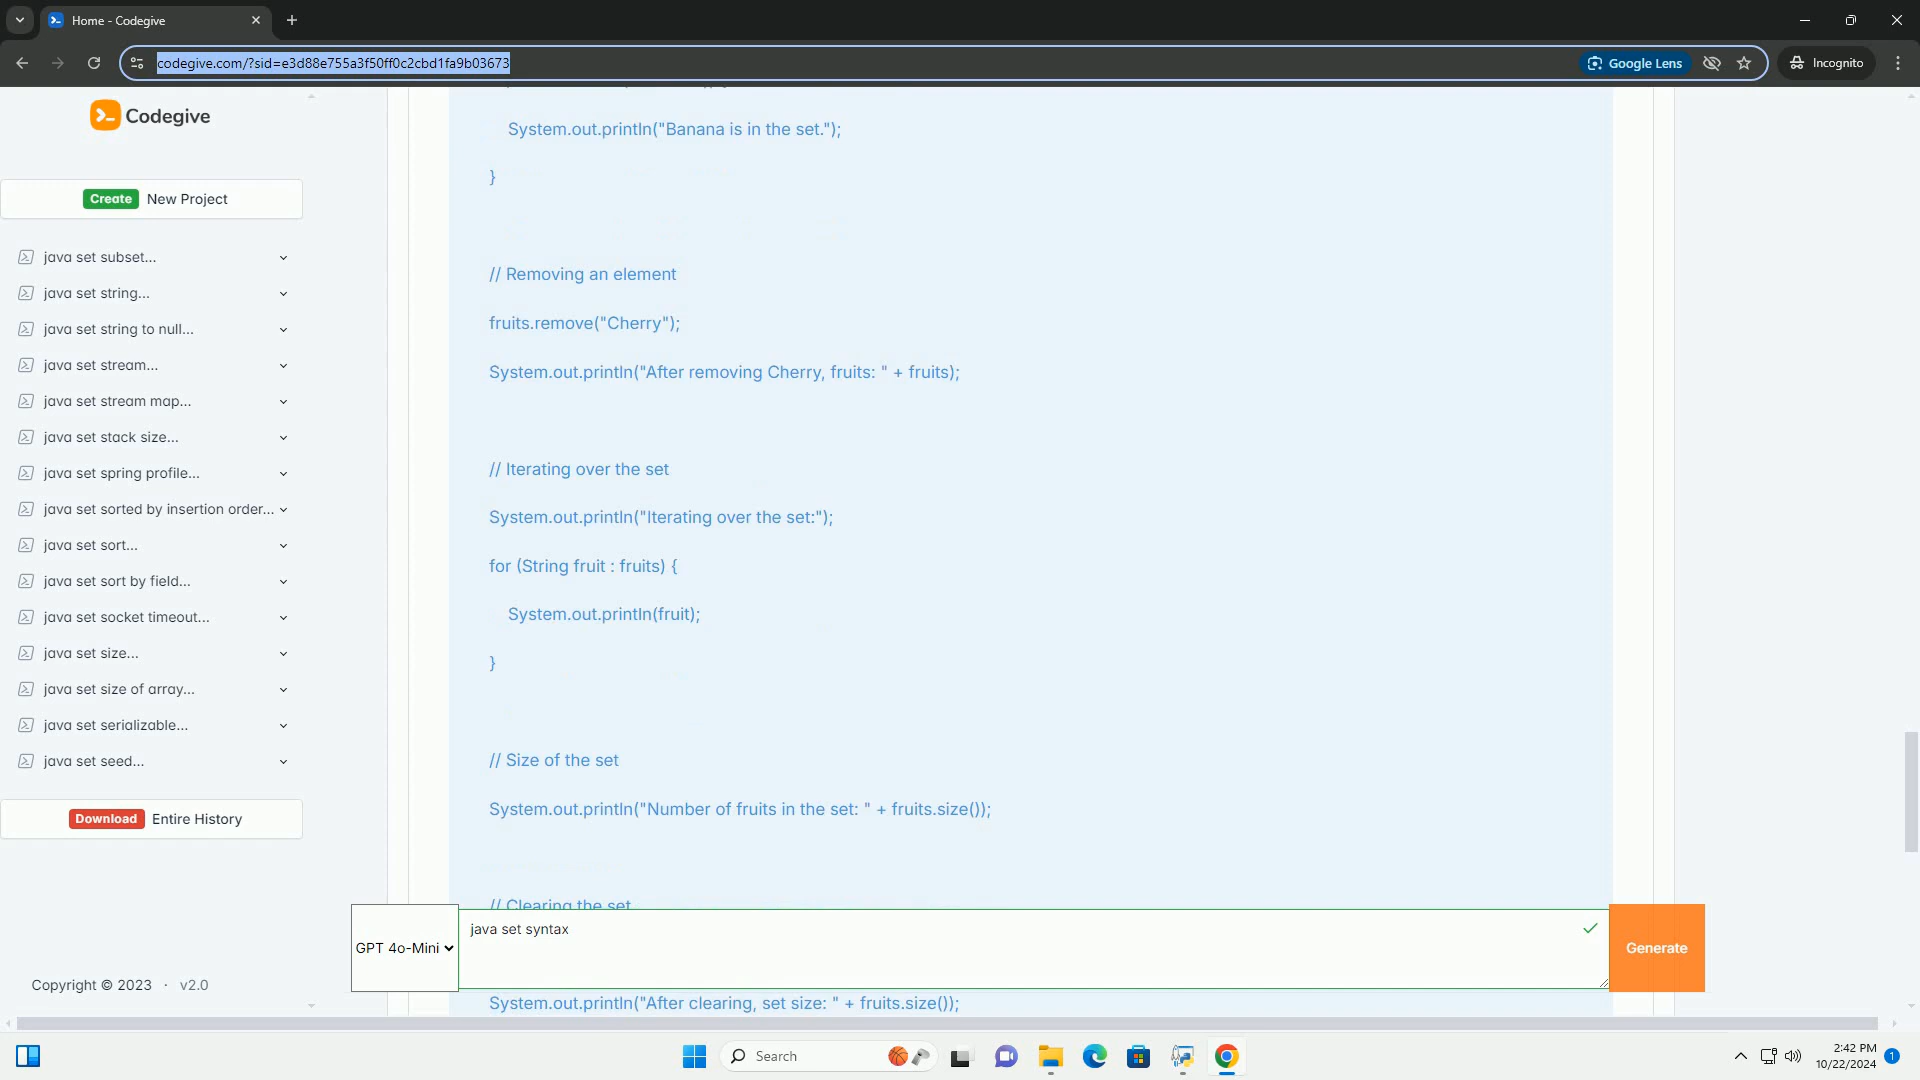 Home - Codegive
codegive.com/?sid=e3d88e755a3f50ff0c2cbd1fa9b03673
Google Lens
Incognito
Codegive
Create New Project
java set subset...
java set string...
java set string to null...
java set stream...
java set stream map...
java set stack size...
java set spring profile...
java set sorted by insertion order...
java set sort...
java set sort by field...
java set socket timeout...
java set size...
java set size of array...
java set serializable...
java set seed...
Download Entire History
Copyright © 2023 · v2.0
System.out.println("Banana is in the set.");
}
// Removing an element
fruits.remove("Cherry");
System.out.println("After removing Cherry, fruits: " + fruits);
// Iterating over the set
System.out.println("Iterating over the set:");
for (String fruit : fruits) {
System.out.println(fruit);
}
// Size of the set
System.out.println("Number of fruits in the set: " + fruits.size());
// Clearing the set
GPT 4o-Mini
java set syntax
Generate
System.out.println("After clearing, set size: " + fruits.size());
Search
2:42 PM
10/22/2024
1